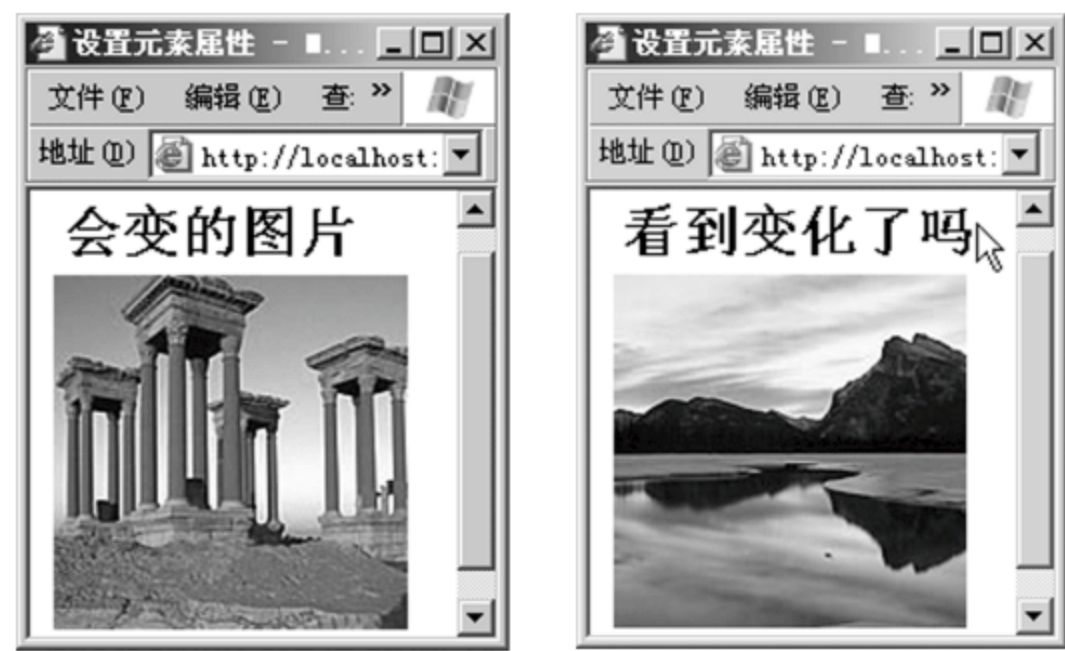 设置元素属性 - ■...
文件(F) 编辑(E) 查: »
地址(D) http://localhost:
会变的图片
设置元素属性 - ■...
文件(F) 编辑(E) 查: »
地址(D) http://localhost:
看到变化了吗